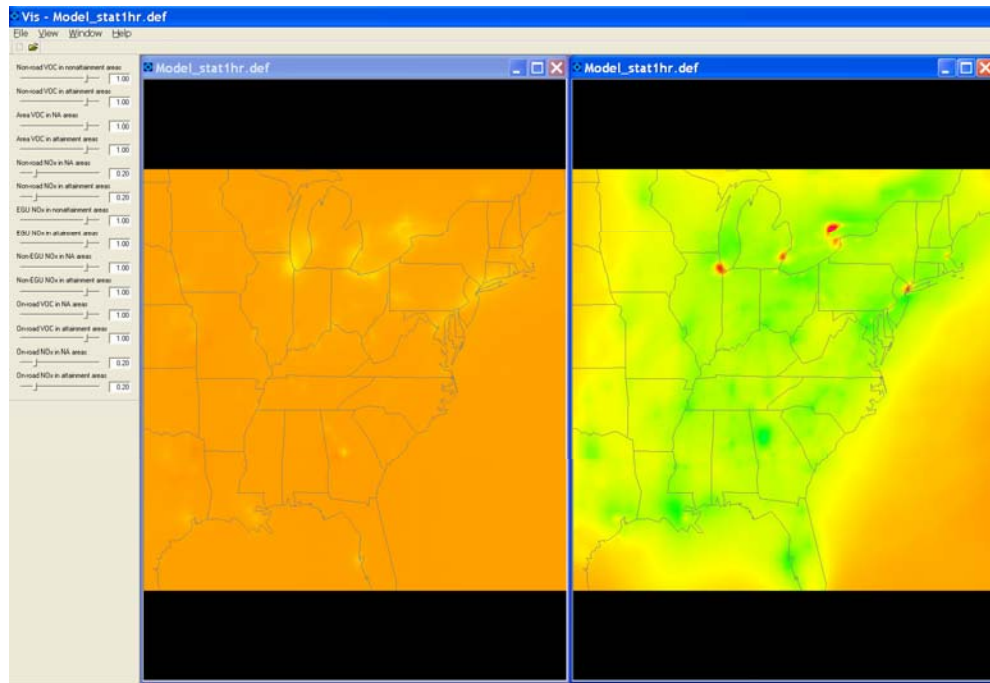 Vis - Model_stat1hr.def
File View Window Help
Non-road VOC in nonattainment areas
1.00
Non-road VOC in attainment areas
1.00
Area VOC in NA areas
1.00
Area VOC in attainment areas
1.00
Non-road NOx in NA areas
0.20
Non-road NOx in attainment areas
0.20
EGU NOx in nonattainment areas
1.00
EGU NOx in attainment areas
1.00
Non-EGU NOx in NA areas
1.00
Non-EGU NOx in attainment areas
1.00
On-road VOC in NA areas
1.00
On-road VOC in attainment areas
1.00
On-road NOx in NA areas
0.20
On-road NOx in attainment areas
0.20
Model_stat1hr.def
Model_stat1hr.def